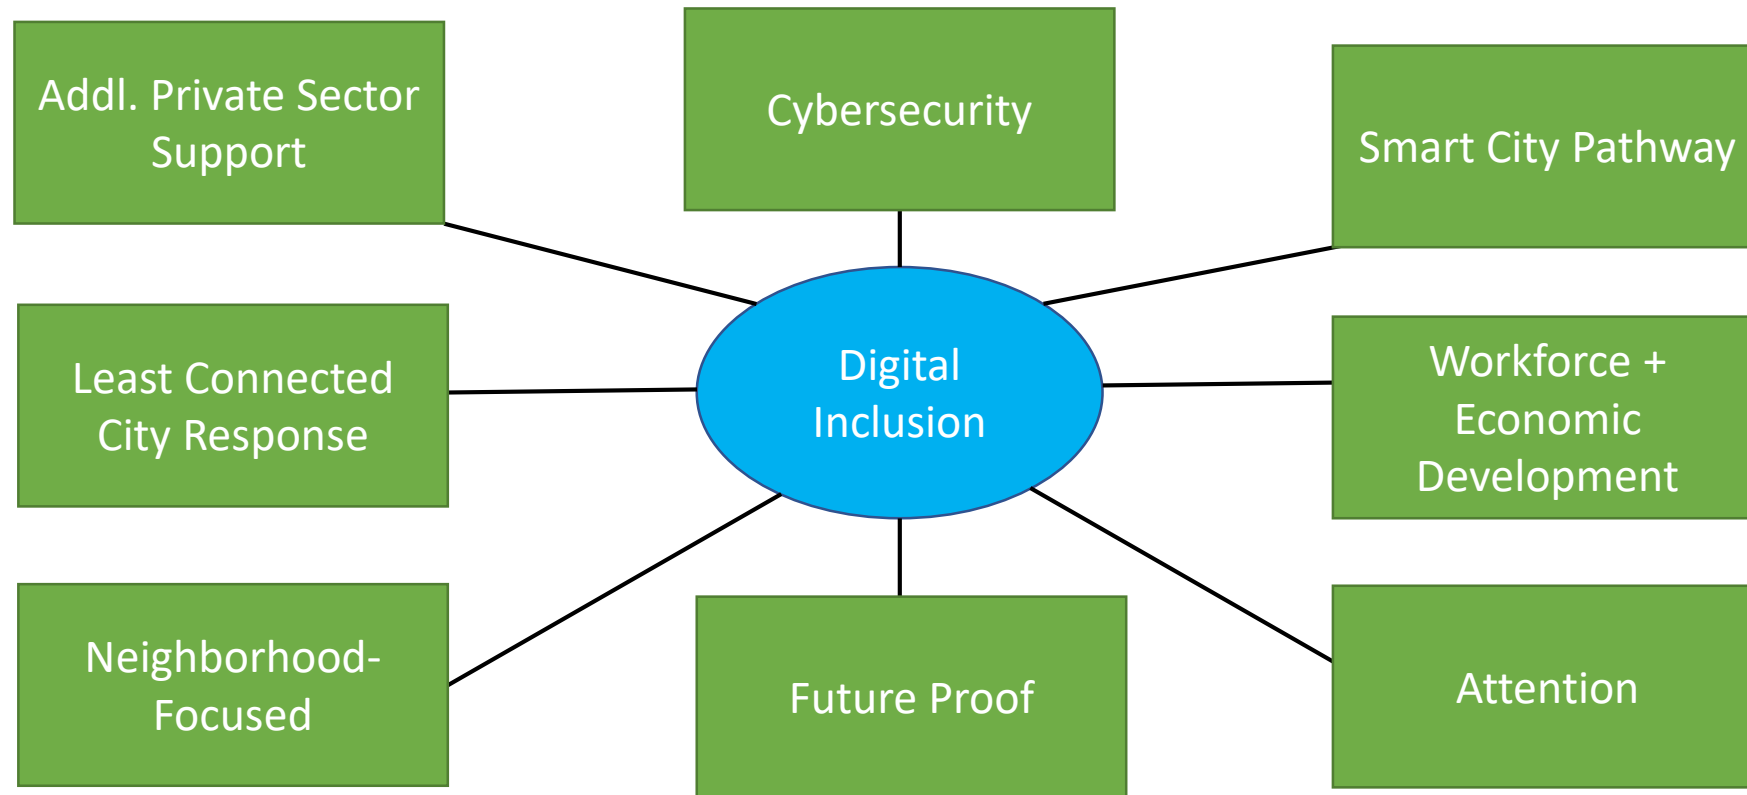 Addl. Private Sector
Support
Cybersecurity
Smart City Pathway
Least Connected
City Response
Digital
Inclusion
Workforce +
Economic
Development
Neighborhood-
Focused
Future Proof
Attention